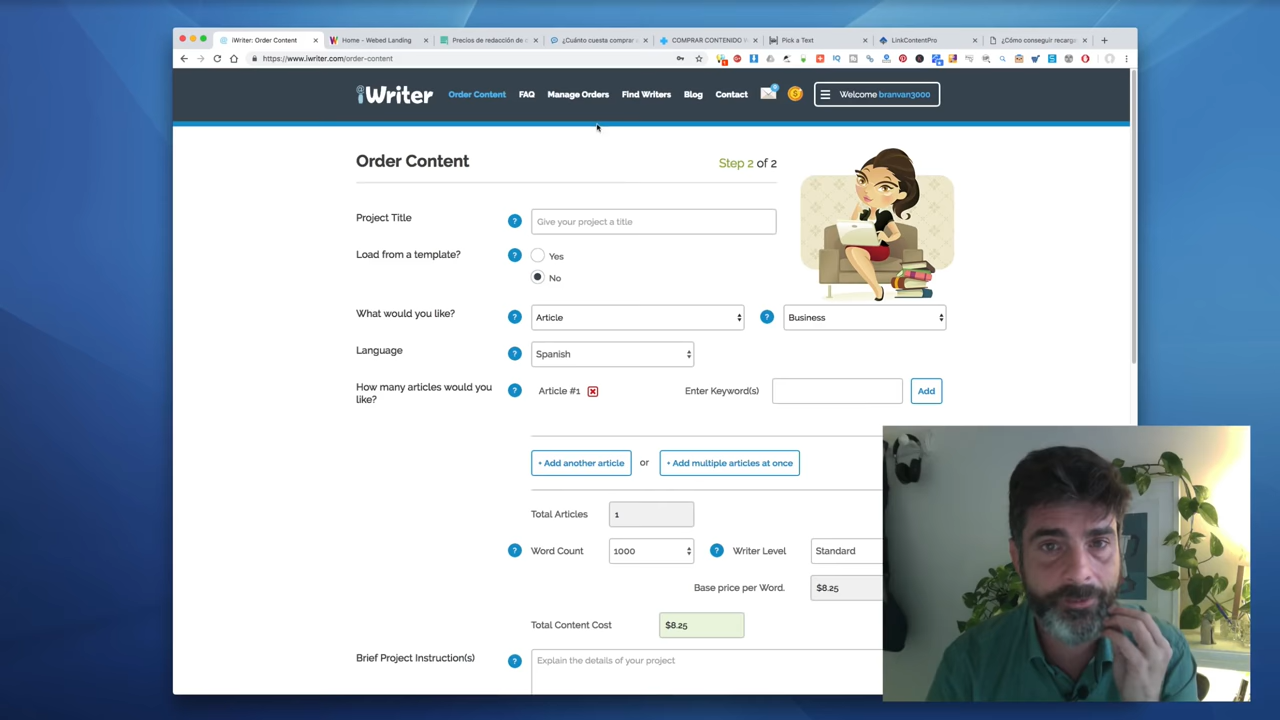 iWriter: Order Content
Home – Webed Landing
Precios de redacción de c
¿Cuánto cuesta comprar c
COMPRAR CONTENIDO
Pick a Text
LinkContentPro
¿Cómo conseguir recarg
https://www.iwriter.com/order-content
iWriter
Order Content
FAQ
Manage Orders
Find Writers
Blog
Contact
Welcome branvan3000
Order Content
Step 2 of 2
Project Title
? Give your project a title
Load from a template?
? Yes
No
What would you like?
? Article
? Business
Language
? Spanish
How many articles would you
like?
? Article #1
Enter Keyword(s)
Add
+ Add another article
or
+ Add multiple articles at once
Total Articles
1
? Word Count
1000
? Writer Level
Standard
Base price per Word.
$8.25
Total Content Cost
$8.25
Brief Project Instruction(s)
? Explain the details of your project